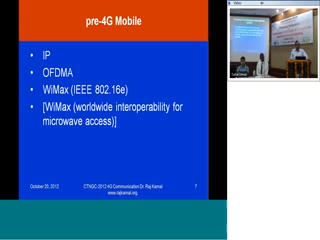 pre-4G Mobile
• IP
• OFDMA
• WiMax (IEEE 802.16e)
• [WiMax (worldwide interoperability for
microwave access)]
October 20, 2012
CTNGC-2012 4G Communication Dr. Raj Kamal
www.rajkamal.org.
7
Video